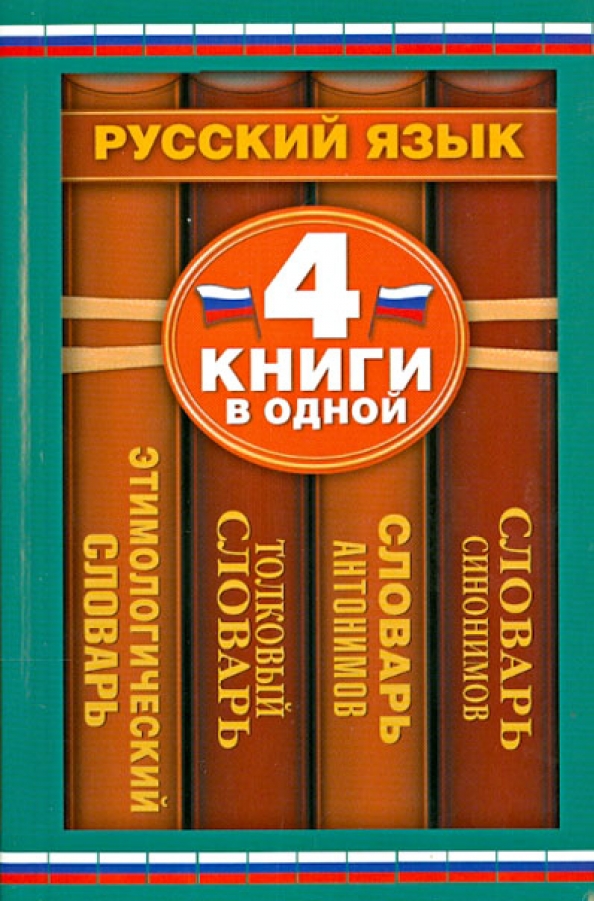 РУССКИЙ ЯЗЫК
4
КНИГИ
В ОДНОЙ
ЭТИМОЛОГИЧЕСКИЙ
СЛОВАРЬ
ТОЛКОВЫЙ
СЛОВАРЬ
СЛОВАРЬ
АНТОНИМОВ
СЛОВАРЬ
СИНОНИМОВ